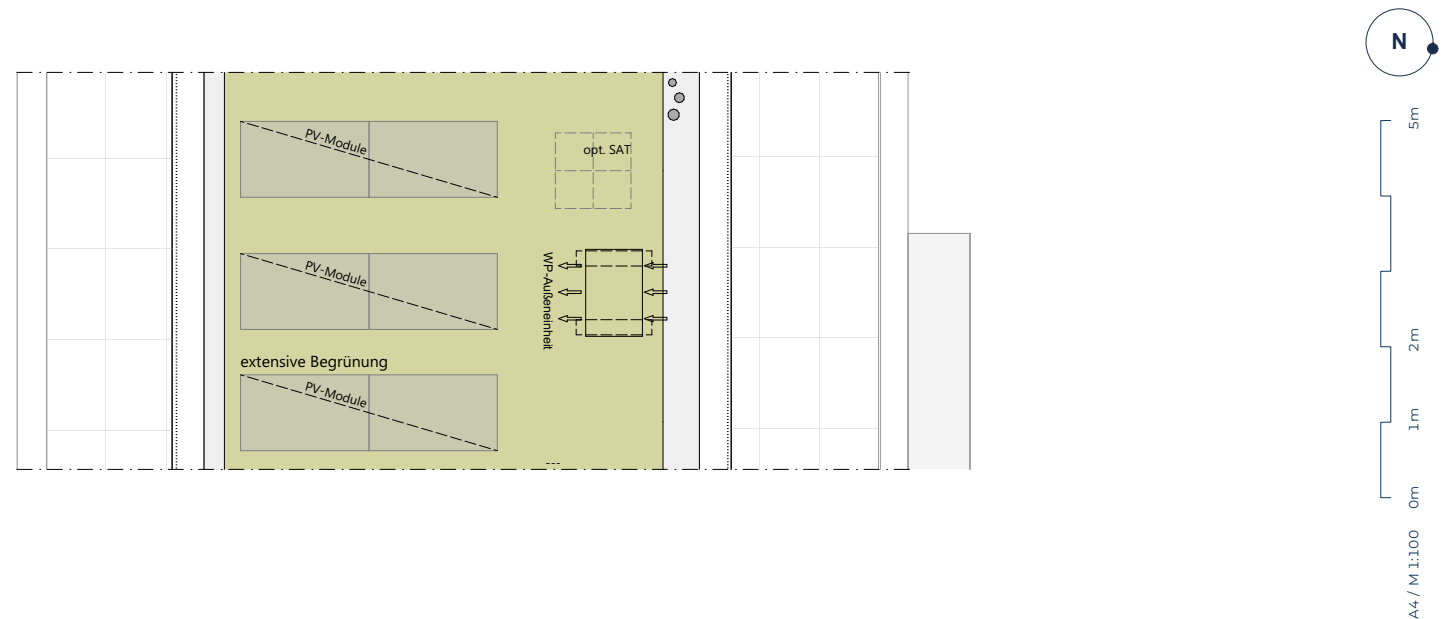 N
PV-Module
opt. SAT
PV-Module
WP-Außeneinheit
extensive Begrünung
PV-Module
5m
2m
1m
0m
A4 / M 1:100